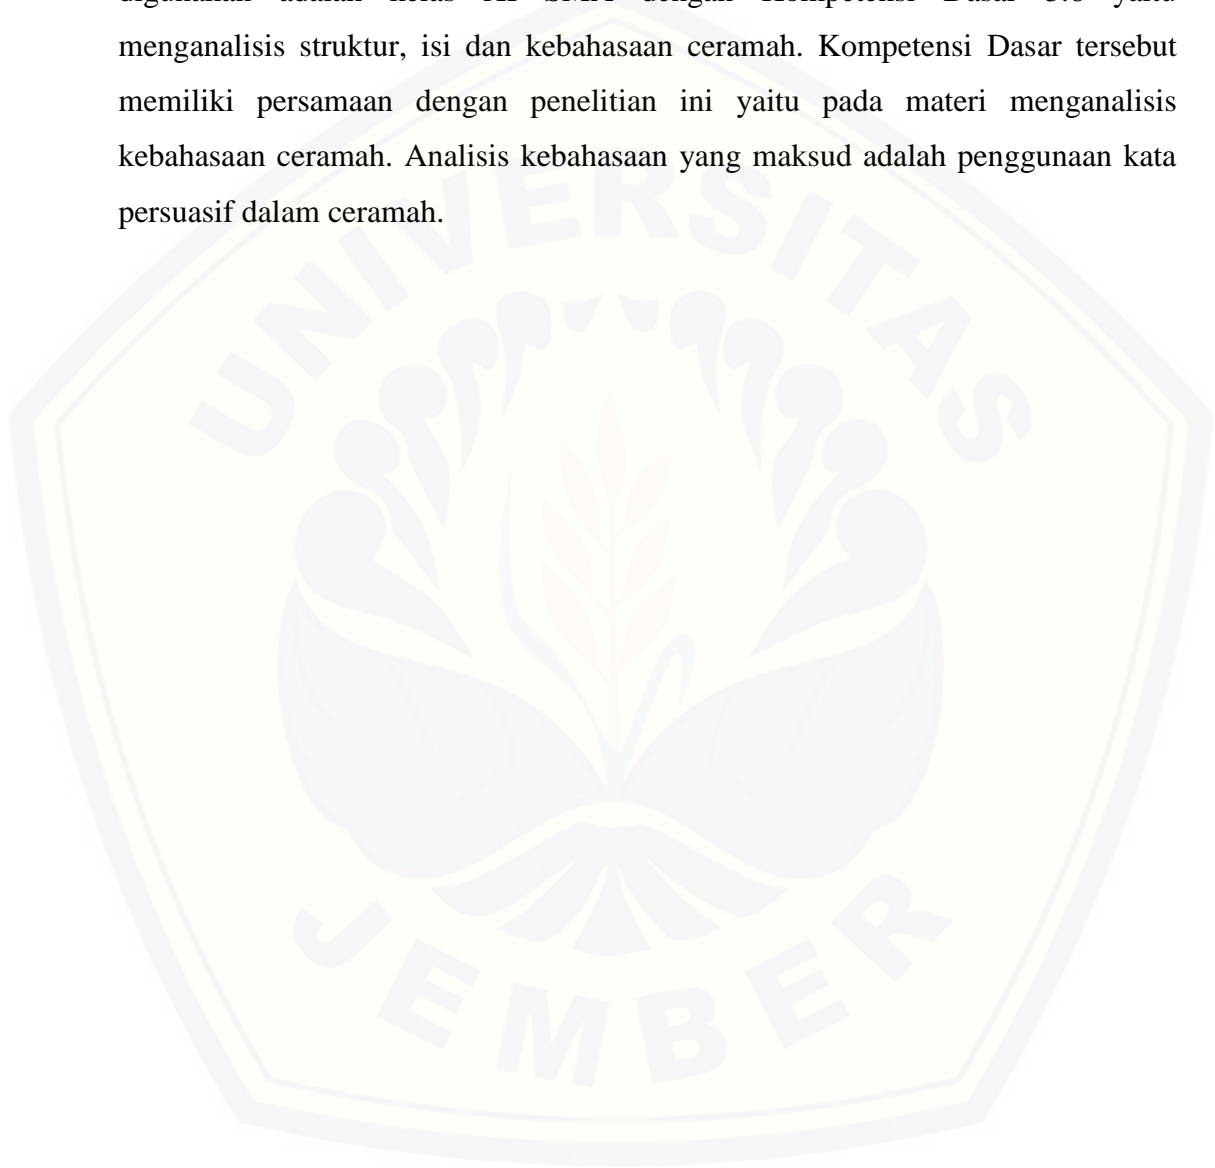 digunakan adalah kelas XI SMA dengan Kompetensi Dasar 3.6 yaitu
menganalisis struktur, isi dan kebahasaan ceramah. Kompetensi Dasar tersebut
memiliki persamaan dengan penelitian ini yaitu pada materi menganalisis
kebahasaan ceramah. Analisis kebahasaan yang maksud adalah penggunaan kata
persuasif dalam ceramah.
UNIVERSITAS
JEMBER